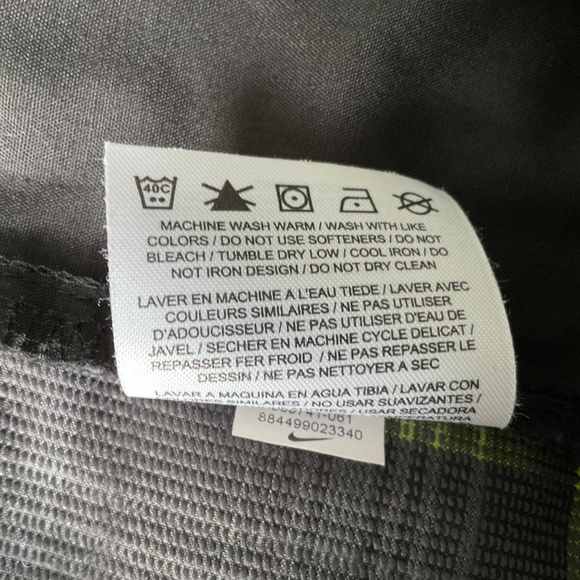 40C
MACHINE WASH WARM / WASH WITH LIKE
COLORS / DO NOT USE SOFTENERS / DO NOT
BLEACH / TUMBLE DRY LOW / COOL IRON / DO
NOT IRON DESIGN / DO NOT DRY CLEAN
LAVER EN MACHINE A L'EAU TIEDE / LAVER AVEC
COULEURS SIMILAIRES / NE PAS UTILISER
D'ADOUCISSEUR / NE PAS UTILISER D'EAU DE
JAVEL / SECHER EN MACHINE CYCLE DELICAT /
REPASSER FER FROID / NE PAS REPASSER LE
DESSIN / NE PAS NETTOYER A SEC
LAVAR A MAQUINA EN AGUA TIBIA / LAVAR CON
SIMILARES / NO USAR SUAVIZANTES /
/ USAR SECADORA
-061
884499023340